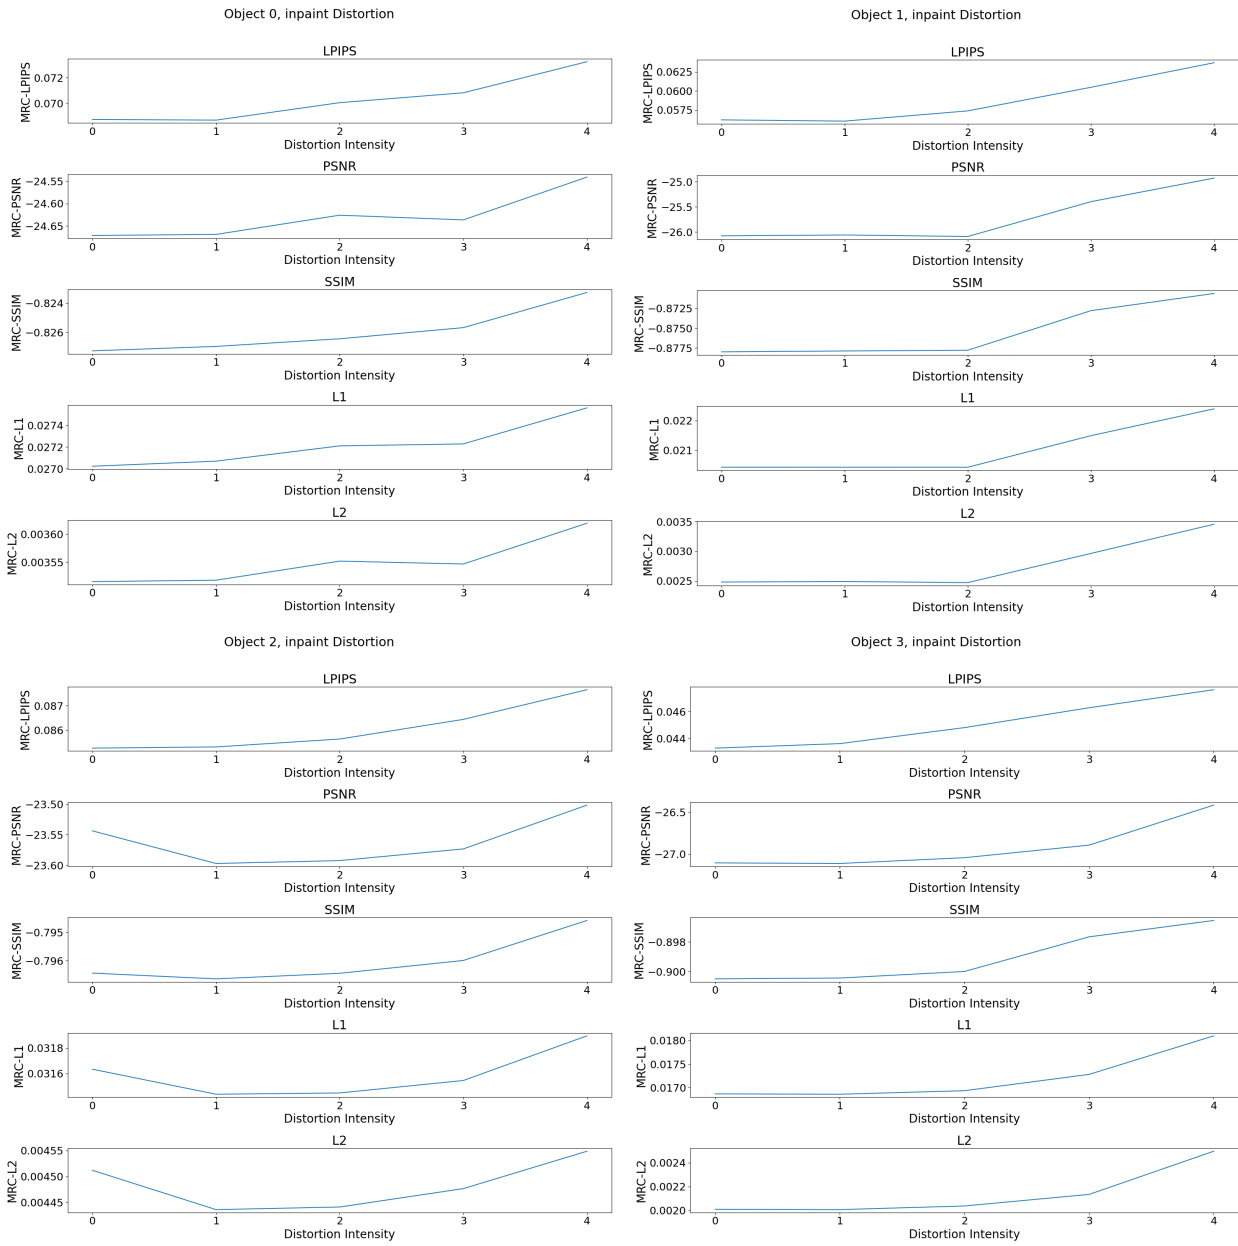 Object 0, inpaint Distortion
LPIPS
MRC-LPIPS
0.072
0.070
0 1 2 3 4
Distortion Intensity
PSNR
MRC-PSNR
−24.55
−24.60
−24.65
0 1 2 3 4
Distortion Intensity
SSIM
MRC-SSIM
−0.824
−0.826
0 1 2 3 4
Distortion Intensity
L1
MRC-L1
0.0274
0.0272
0.0270
0 1 2 3 4
Distortion Intensity
L2
MRC-L2
0.00360
0.00355
0 1 2 3 4
Distortion Intensity
Object 1, inpaint Distortion
LPIPS
MRC-LPIPS
0.0625
0.0600
0.0575
0 1 2 3 4
Distortion Intensity
PSNR
MRC-PSNR
−25.0
−25.5
−26.0
0 1 2 3 4
Distortion Intensity
SSIM
MRC-SSIM
−0.8725
−0.8750
−0.8775
0 1 2 3 4
Distortion Intensity
L1
MRC-L1
0.022
0.021
0 1 2 3 4
Distortion Intensity
L2
MRC-L2
0.0035
0.0030
0.0025
0 1 2 3 4
Distortion Intensity
Object 2, inpaint Distortion
LPIPS
MRC-LPIPS
0.087
0.086
0 1 2 3 4
Distortion Intensity
PSNR
MRC-PSNR
−23.50
−23.55
−23.60
0 1 2 3 4
Distortion Intensity
SSIM
MRC-SSIM
−0.795
−0.796
0 1 2 3 4
Distortion Intensity
L1
MRC-L1
0.0318
0.0316
0 1 2 3 4
Distortion Intensity
L2
MRC-L2
0.00455
0.00450
0.00445
0 1 2 3 4
Distortion Intensity
Object 3, inpaint Distortion
LPIPS
MRC-LPIPS
0.046
0.044
0 1 2 3 4
Distortion Intensity
PSNR
MRC-PSNR
−26.5
−27.0
0 1 2 3 4
Distortion Intensity
SSIM
MRC-SSIM
−0.898
−0.900
0 1 2 3 4
Distortion Intensity
L1
MRC-L1
0.0180
0.0175
0.0170
0 1 2 3 4
Distortion Intensity
L2
MRC-L2
0.0024
0.0022
0.0020
0 1 2 3 4
Distortion Intensity